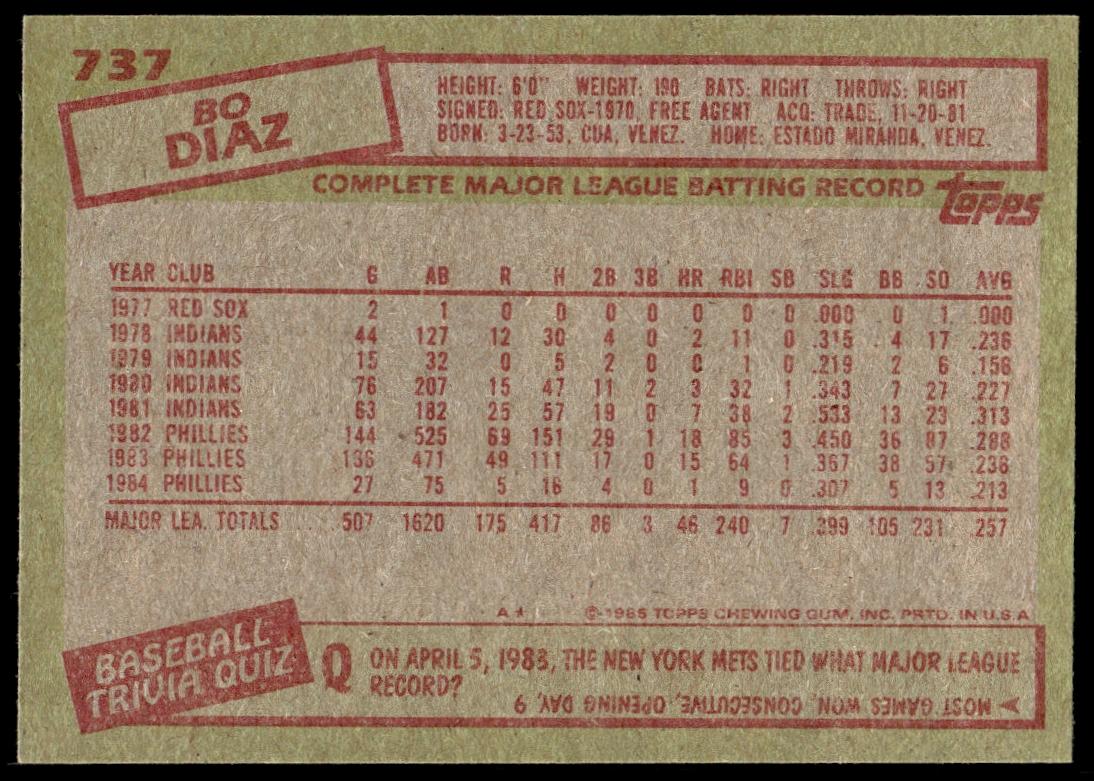 737
BO
DIAZ
HEIGHT: 6'0" WEIGHT: 190 BATS: RIGHT THROWS: RIGHT
SIGNED: RED SOX-1970, FREE AGENT ACQ: TRADE, 11-20-81
BORN: 3-23-53, CUA, VENEZ. HOME: ESTADO MIRANDA, VENEZ.
COMPLETE MAJOR LEAGUE BATTING RECORD
topps
YEAR CLUB G AB R H 2B 3B HR RBI SB SLG BB SO AVG
1977 RED SOX 2 1 0 0 0 0 0 0 0 .000 0 1 .000
1978 INDIANS 44 127 12 30 4 0 2 11 0 .315 4 17 .236
1979 INDIANS 15 32 0 5 2 0 0 1 0 .219 2 6 .156
1980 INDIANS 76 207 15 47 11 2 3 32 1 .343 7 27 .227
1981 INDIANS 63 182 25 57 19 0 7 38 2 .533 13 23 .313
1982 PHILLIES 144 525 69 151 29 1 18 85 3 .450 36 87 .288
1983 PHILLIES 136 471 49 111 17 0 15 64 1 .367 38 57 .236
1984 PHILLIES 27 75 5 16 4 0 1 9 0 .307 5 13 .213
MAJOR LEA. TOTALS 507 1620 175 417 86 3 46 240 7 .399 105 231 .257
A★ ©1985 TOPPS CHEWING GUM, INC. PRTD. IN U.S.A.
BASEBALL
TRIVIA QUIZ
Q ON APRIL 5, 1983, THE NEW YORK METS TIED WHAT MAJOR LEAGUE
RECORD?
MOST GAMES WON, CONSECUTIVE, OPENING DAY, 9